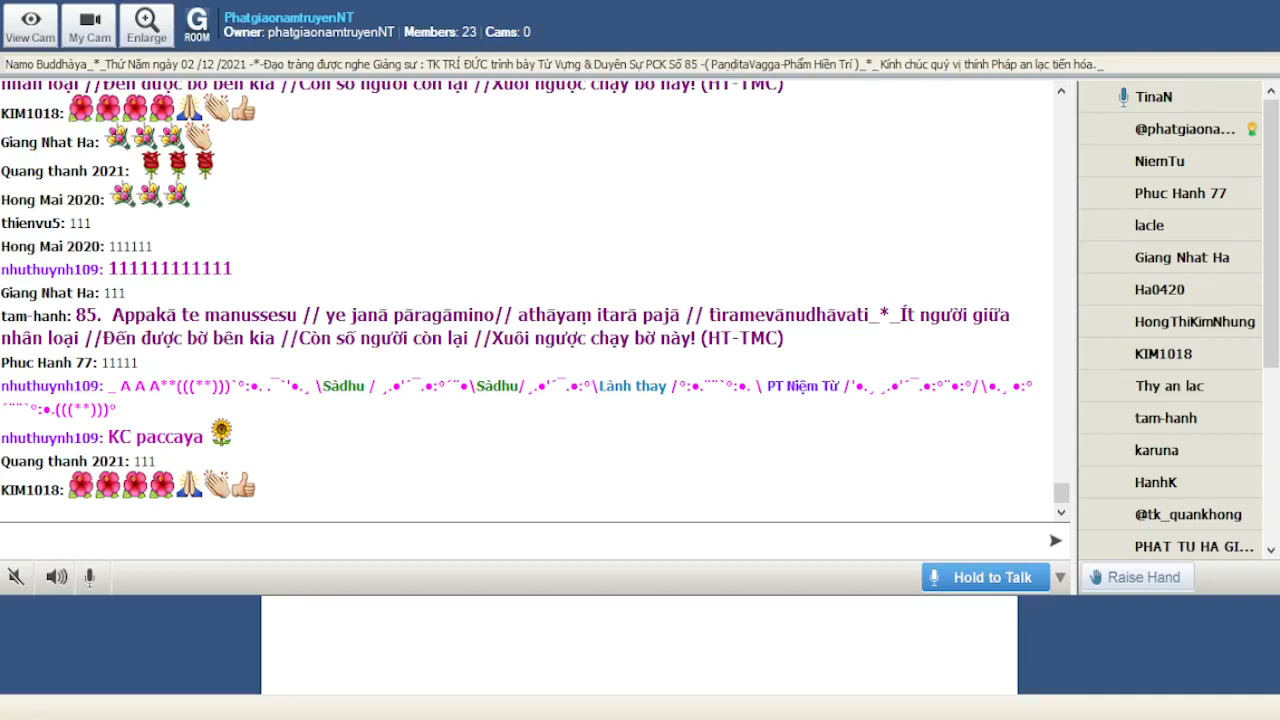 View Cam
My Cam
Enlarge
G
ROOM
PhatgiaonamtruyenNT
Owner: phatgiaonamtruyenNT | Members: 23 | Cams: 0
Namo Buddhàya_*_Thứ Năm ngày 02 /12 /2021 -*-Đạo tràng được nghe Giảng sư : TK TRÍ ĐỨC trình bày Từ Vựng & Duyên Sự PCK Số 85 -( PaṇḍitaVagga-Phẩm Hiền Trí )_*_ Kính chúc quý vị thính Pháp an lạc tiến hóa._
nhân loại //Đến được bờ bên kia //Còn số người còn lại //Xuôi ngược chạy bờ này! (HT-TMC)
KIM1018:
Giang Nhat Ha:
Quang thanh 2021:
Hong Mai 2020:
thienvu5: 111
Hong Mai 2020: 111111
nhuthuynh109: 111111111111
Giang Nhat Ha: 111
tam-hanh: 85. Appakā te manussesu // ye janā pāragāmino// athāyaṃ itarā pajā // tìramevānudhāvati_*_Ít người giữa
nhân loại //Đến được bờ bên kia //Còn số người còn lại //Xuôi ngược chạy bờ này! (HT-TMC)
Phuc Hanh 77: 11111
nhuthuynh109: \Sàdhu / \Sàdhu/ \Lành thay / \ PT Niệm Từ /
nhuthuynh109: KC paccaya
Quang thanh 2021: 111
KIM1018:
Hold to Talk
TinaN
@phatgiaona...
NiemTu
Phuc Hanh 77
lacle
Giang Nhat Ha
Ha0420
HongThiKimNhung
KIM1018
Thy an lac
tam-hanh
karuna
HanhK
@tk_quankhong
PHAT TU HA GI...
Raise Hand